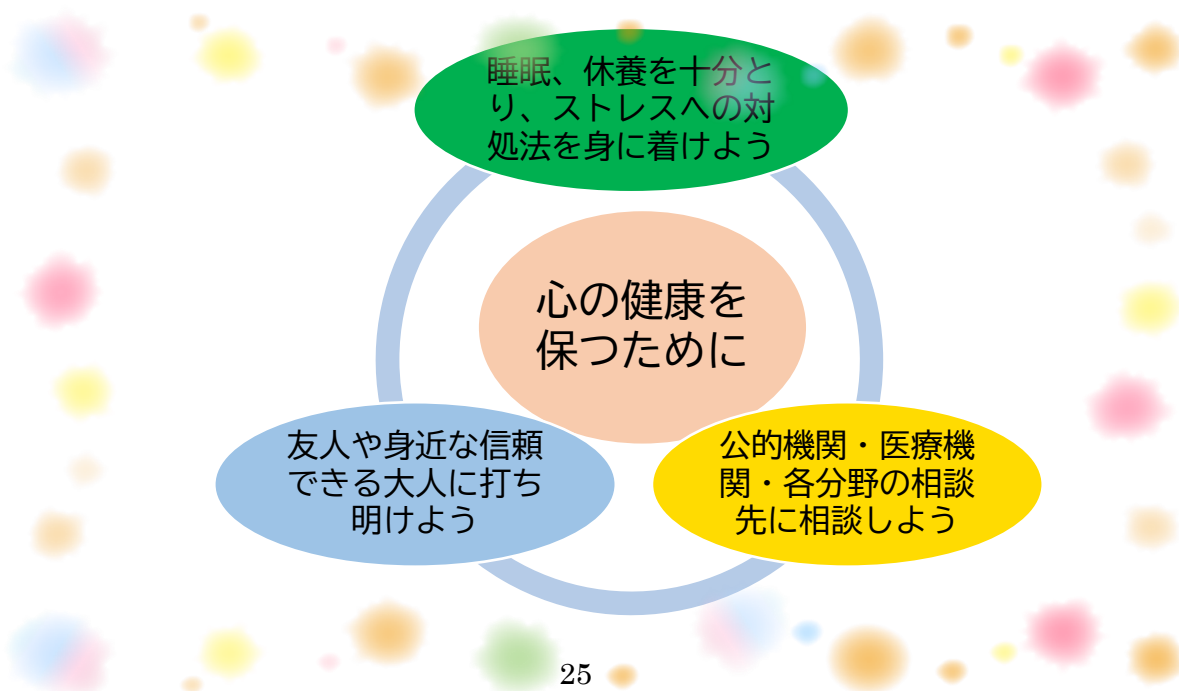 睡眠、休養を十分と
り、ストレスへの対
処法を身に着けよう
心の健康を
保つために
友人や身近な信頼
できる大人に打ち
明けよう
公的機関・医療機
関・各分野の相談
先に相談しよう
25